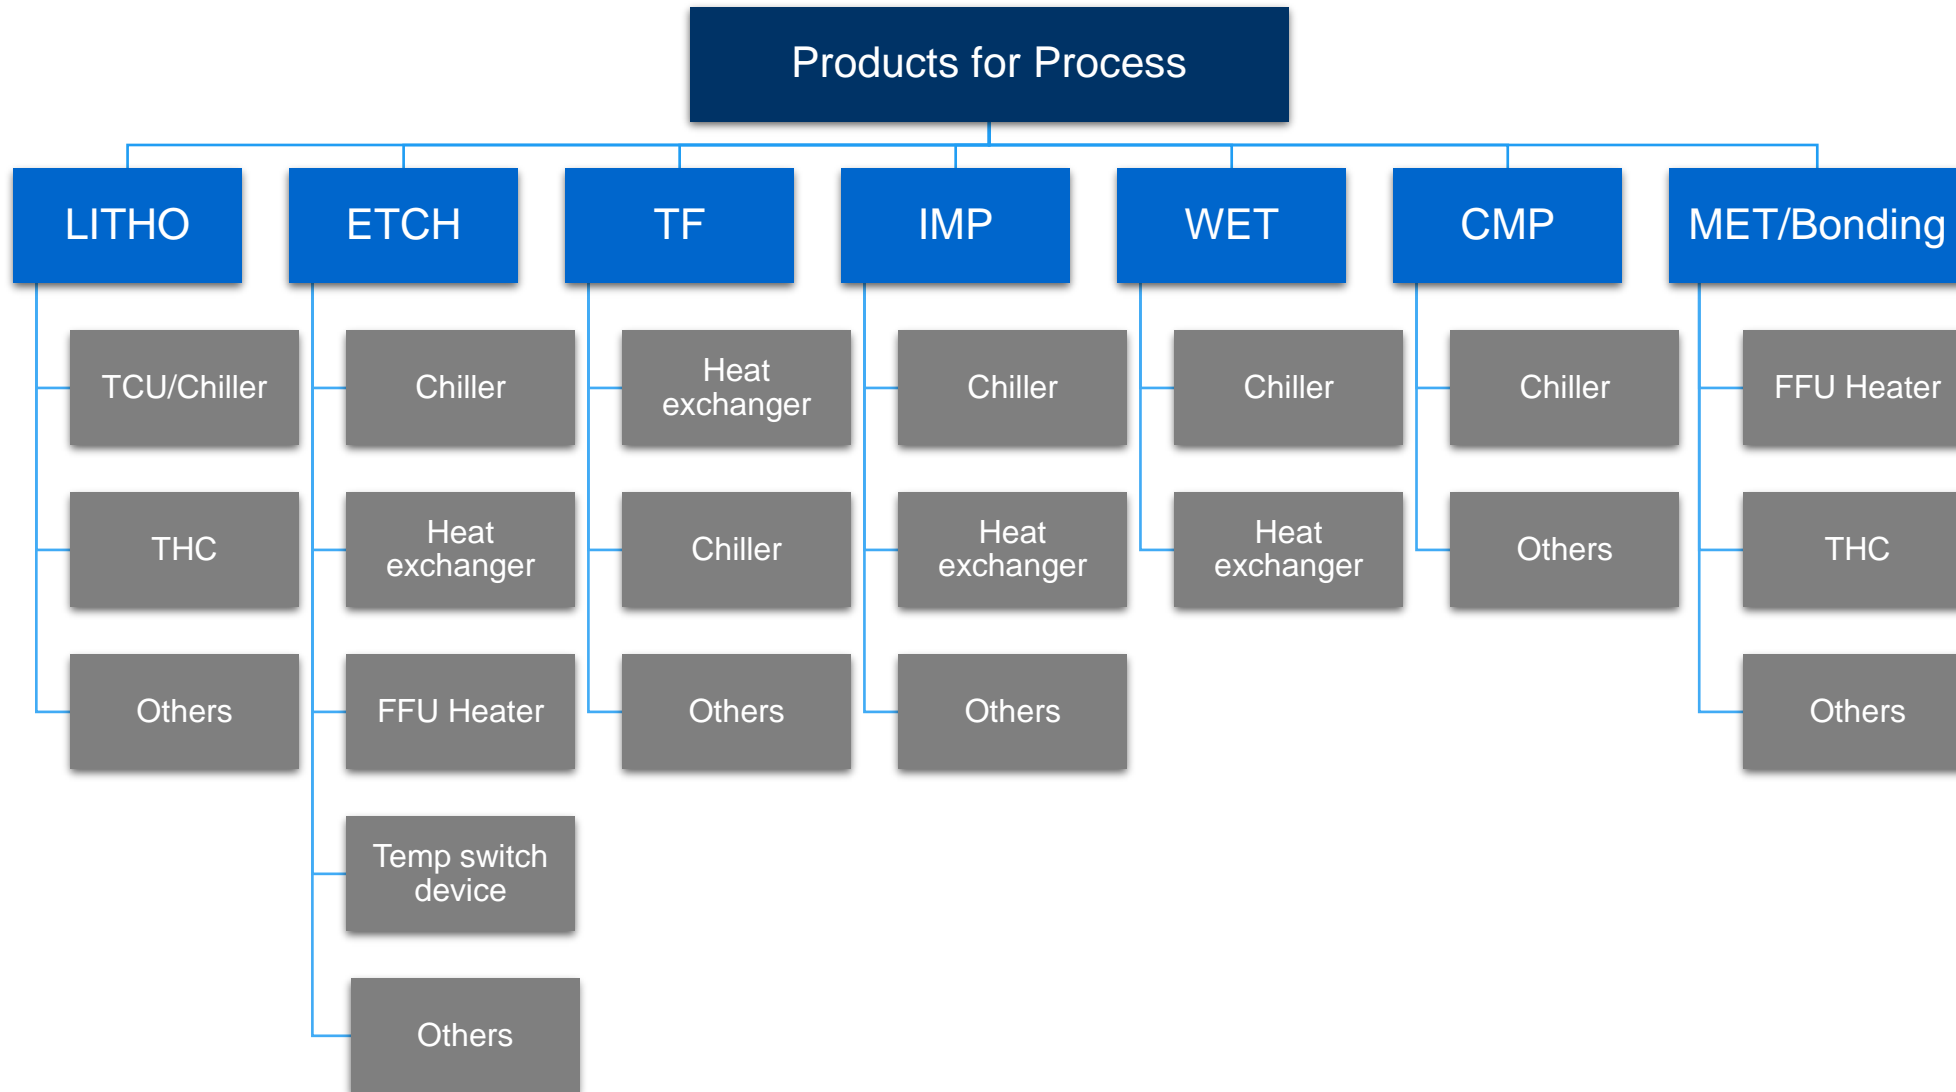 Products for Process
LITHO
ETCH
TF
IMP
WET
CMP
MET/Bonding
TCU/Chiller
Chiller
Heat
exchanger
Chiller
Chiller
Chiller
FFU Heater
THC
Heat
exchanger
Chiller
Heat
exchanger
Heat
exchanger
Others
THC
Others
FFU Heater
Others
Others
Others
Temp switch
device
Others